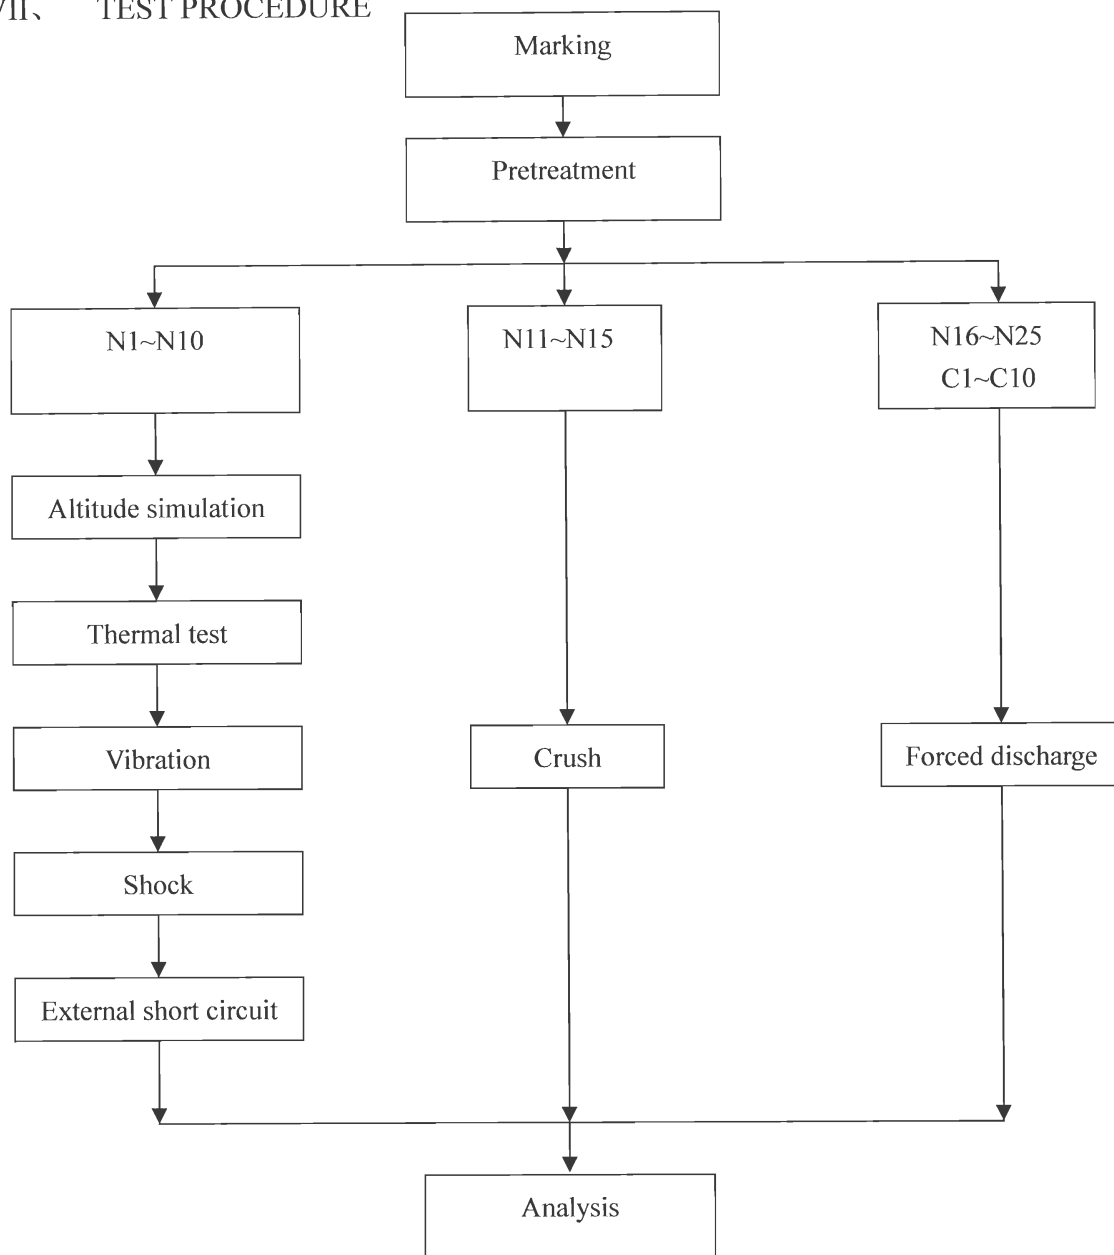 VII、 TEST PROCEDURE
Marking
Pretreatment
N1~N10
N11~N15
N16~N25
C1~C10
Altitude simulation
Thermal test
Vibration
Crush
Forced discharge
Shock
External short circuit
Analysis